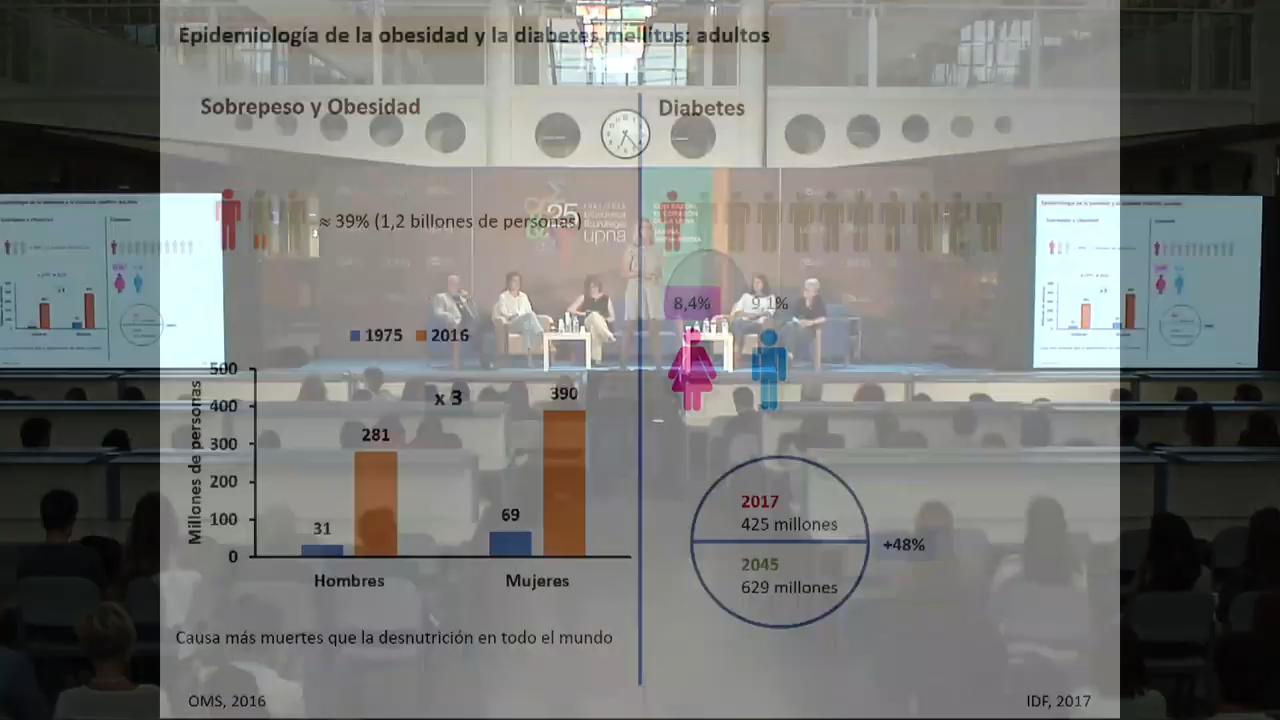 Epidemiología de la obesidad y la diabetes mellitus: adultos
Sobrepeso y Obesidad
Diabetes
≈ 39% (1,2 billones de personas)
25
upna
8,4%
9,1%
1975
2016
Millones de personas
500
400
300
200
100
0
x 3
31
281
69
390
Hombres
Mujeres
2017
425 millones
2045
629 millones
+48%
Causa más muertes que la desnutrición en todo el mundo
OMS, 2016
IDF, 2017